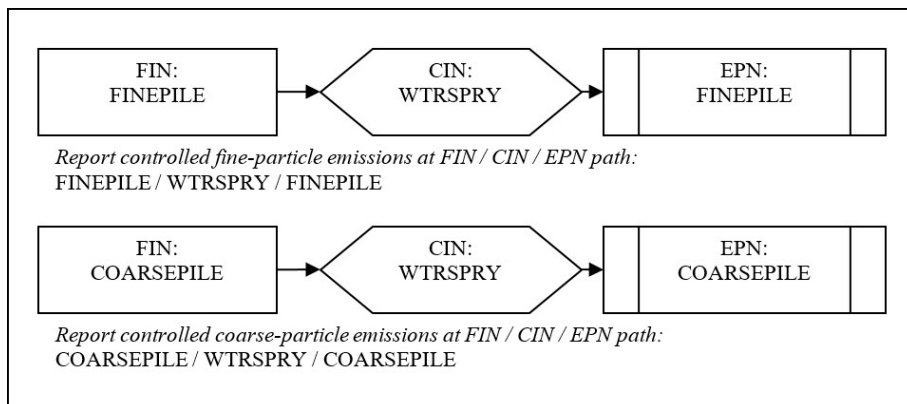 FIN:
FINEPILE
CIN:
WTRSPRY
EPN:
FINEPILE
Report controlled fine-particle emissions at FIN / CIN / EPN path:
FINEPILE / WTRSPRY / FINEPILE
FIN:
COARSEPILE
CIN:
WTRSPRY
EPN:
COARSEPILE
Report controlled coarse-particle emissions at FIN / CIN / EPN path:
COARSEPILE / WTRSPRY / COARSEPILE